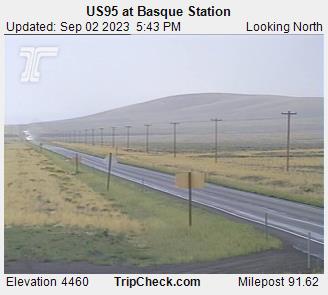 US95 at Basque Station
Updated: Sep 02 2023 5:43 PM Looking North
Elevation 4460 TripCheck.com Milepost 91.62